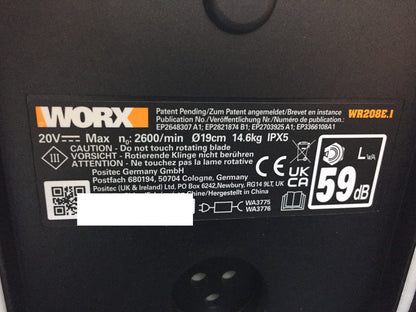 WORX
Patent Pending/Zum Patent angemeldet/Brevet en instance
Publication No./Veröffentlichung Nr./Numéro de publication:
EP2648307A1; EP2821874 B1; EP2703925 A1; EP3366108A1
WR208E.1
20V Max n₀: 2600/min Ø19cm 14.6kg IPX5
CAUTION - Do not touch rotating blade
VORSICHT - Rotierende Klinge nicht berühren
ATTENTION - Ne touchez pas la lame rotative
Positec Germany GmbH
Postfach 680194, 50704 Cologne, Germany
Positec (UK & Ireland) Ltd. PO Box 6242, Newbury, RG14 9LT, UK
China/Hergestellt in China
III
CE
UK
CA
LWA
59dB
WA3775
WA3776